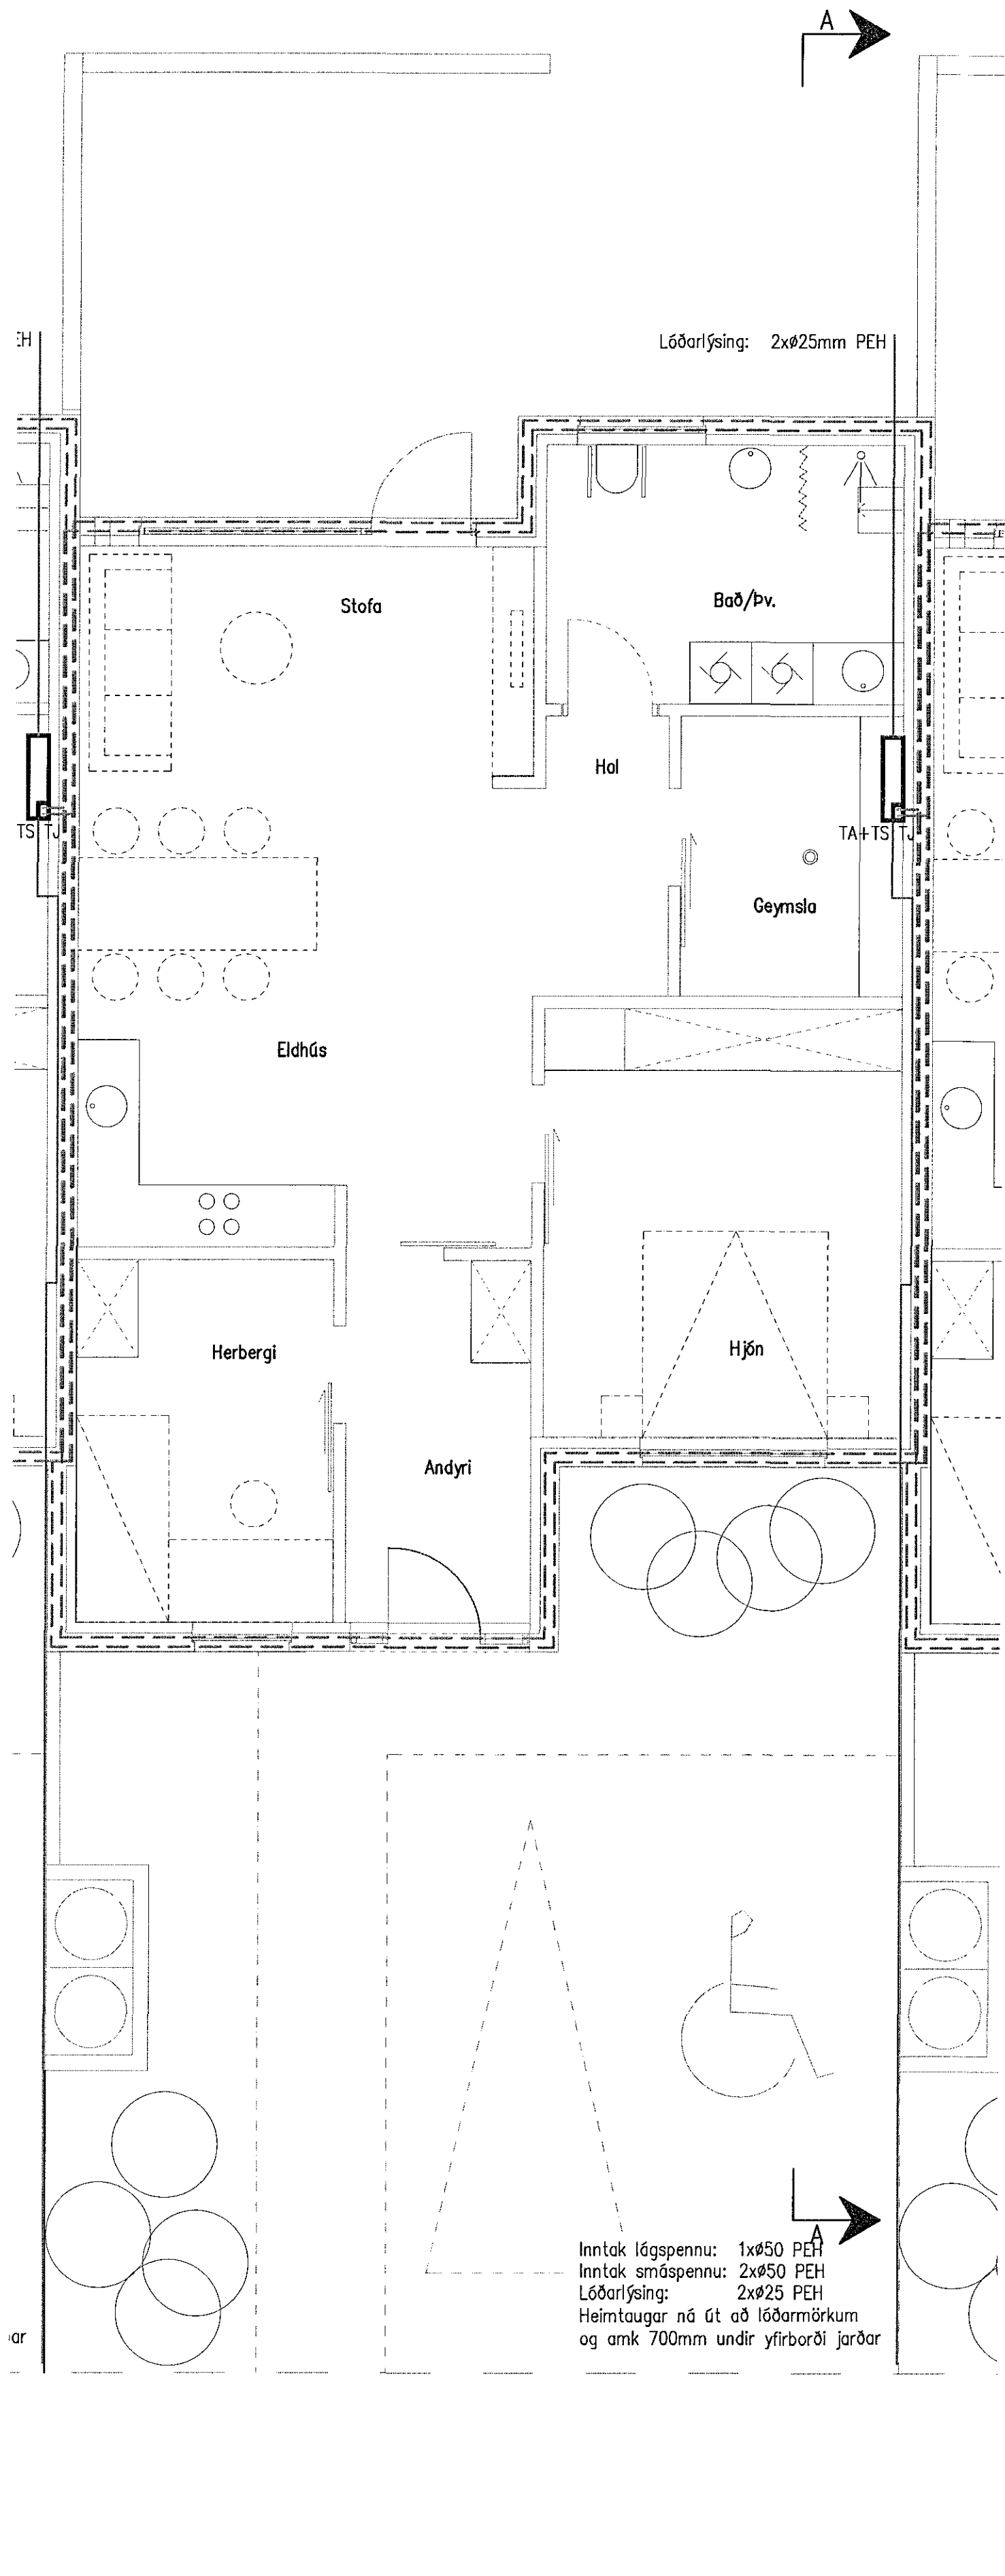 A
ΞH
Lóðarlýsing: 2xø25mm PEH
Stofa
Bað/Þv.
Hol
TS TJ
TA+TS TJ
Geymsla
Eldhús
Herbergi
Hjón
Andyri
A
Inntak lágspennu: 1xø50 PEH
Inntak smáspennu: 2xø50 PEH
Lóðarlýsing: 2xø25 PEH
Heimtaugar ná út að lóðarmörkum
og amk 700mm undir yfirborði jarðar
ar